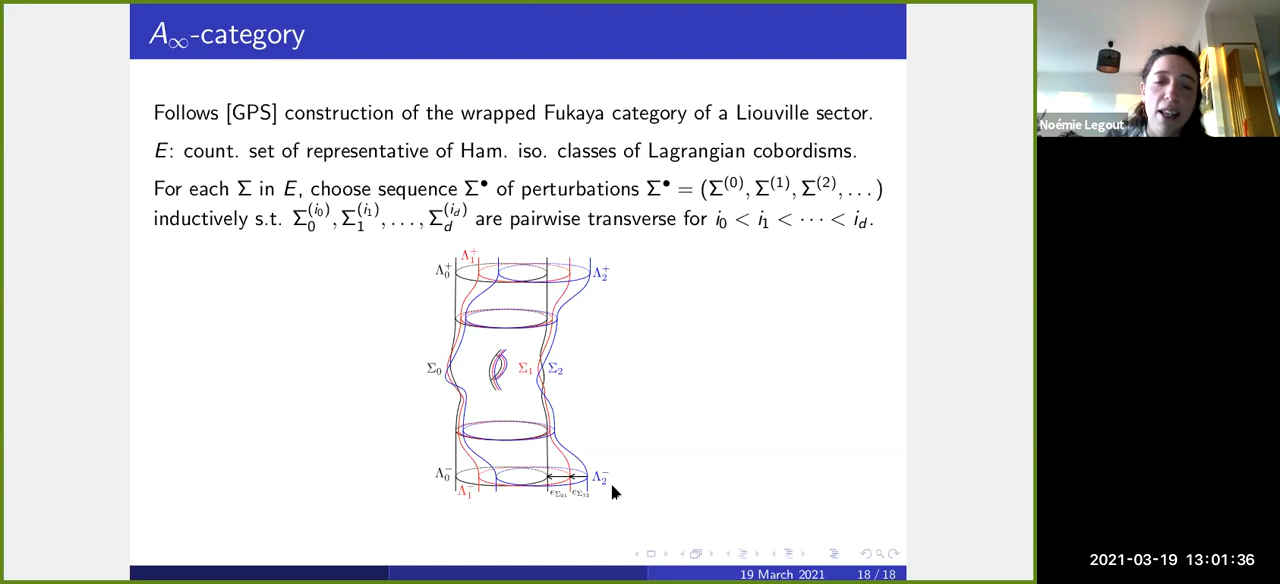 A∞-category
Follows [GPS] construction of the wrapped Fukaya category of a Liouville sector.
E: count. set of representative of Ham. iso. classes of Lagrangian cobordisms.
For each Σ in E, choose sequence Σ• of perturbations Σ• = (Σ(0), Σ(1), Σ(2), . . . )
inductively s.t. Σ0(i0), Σ1(i1), . . . , Σd(id) are pairwise transverse for i0 < i1 < · · · < id.
Λ1+
Λ0+
Λ2+
Σ0
Σ1
Σ2
Λ0−
Λ2−
Λ1−
eΣ01
eΣ12
19 March 2021
18 / 18
Noémie Legout
2021-03-19 13:01:36